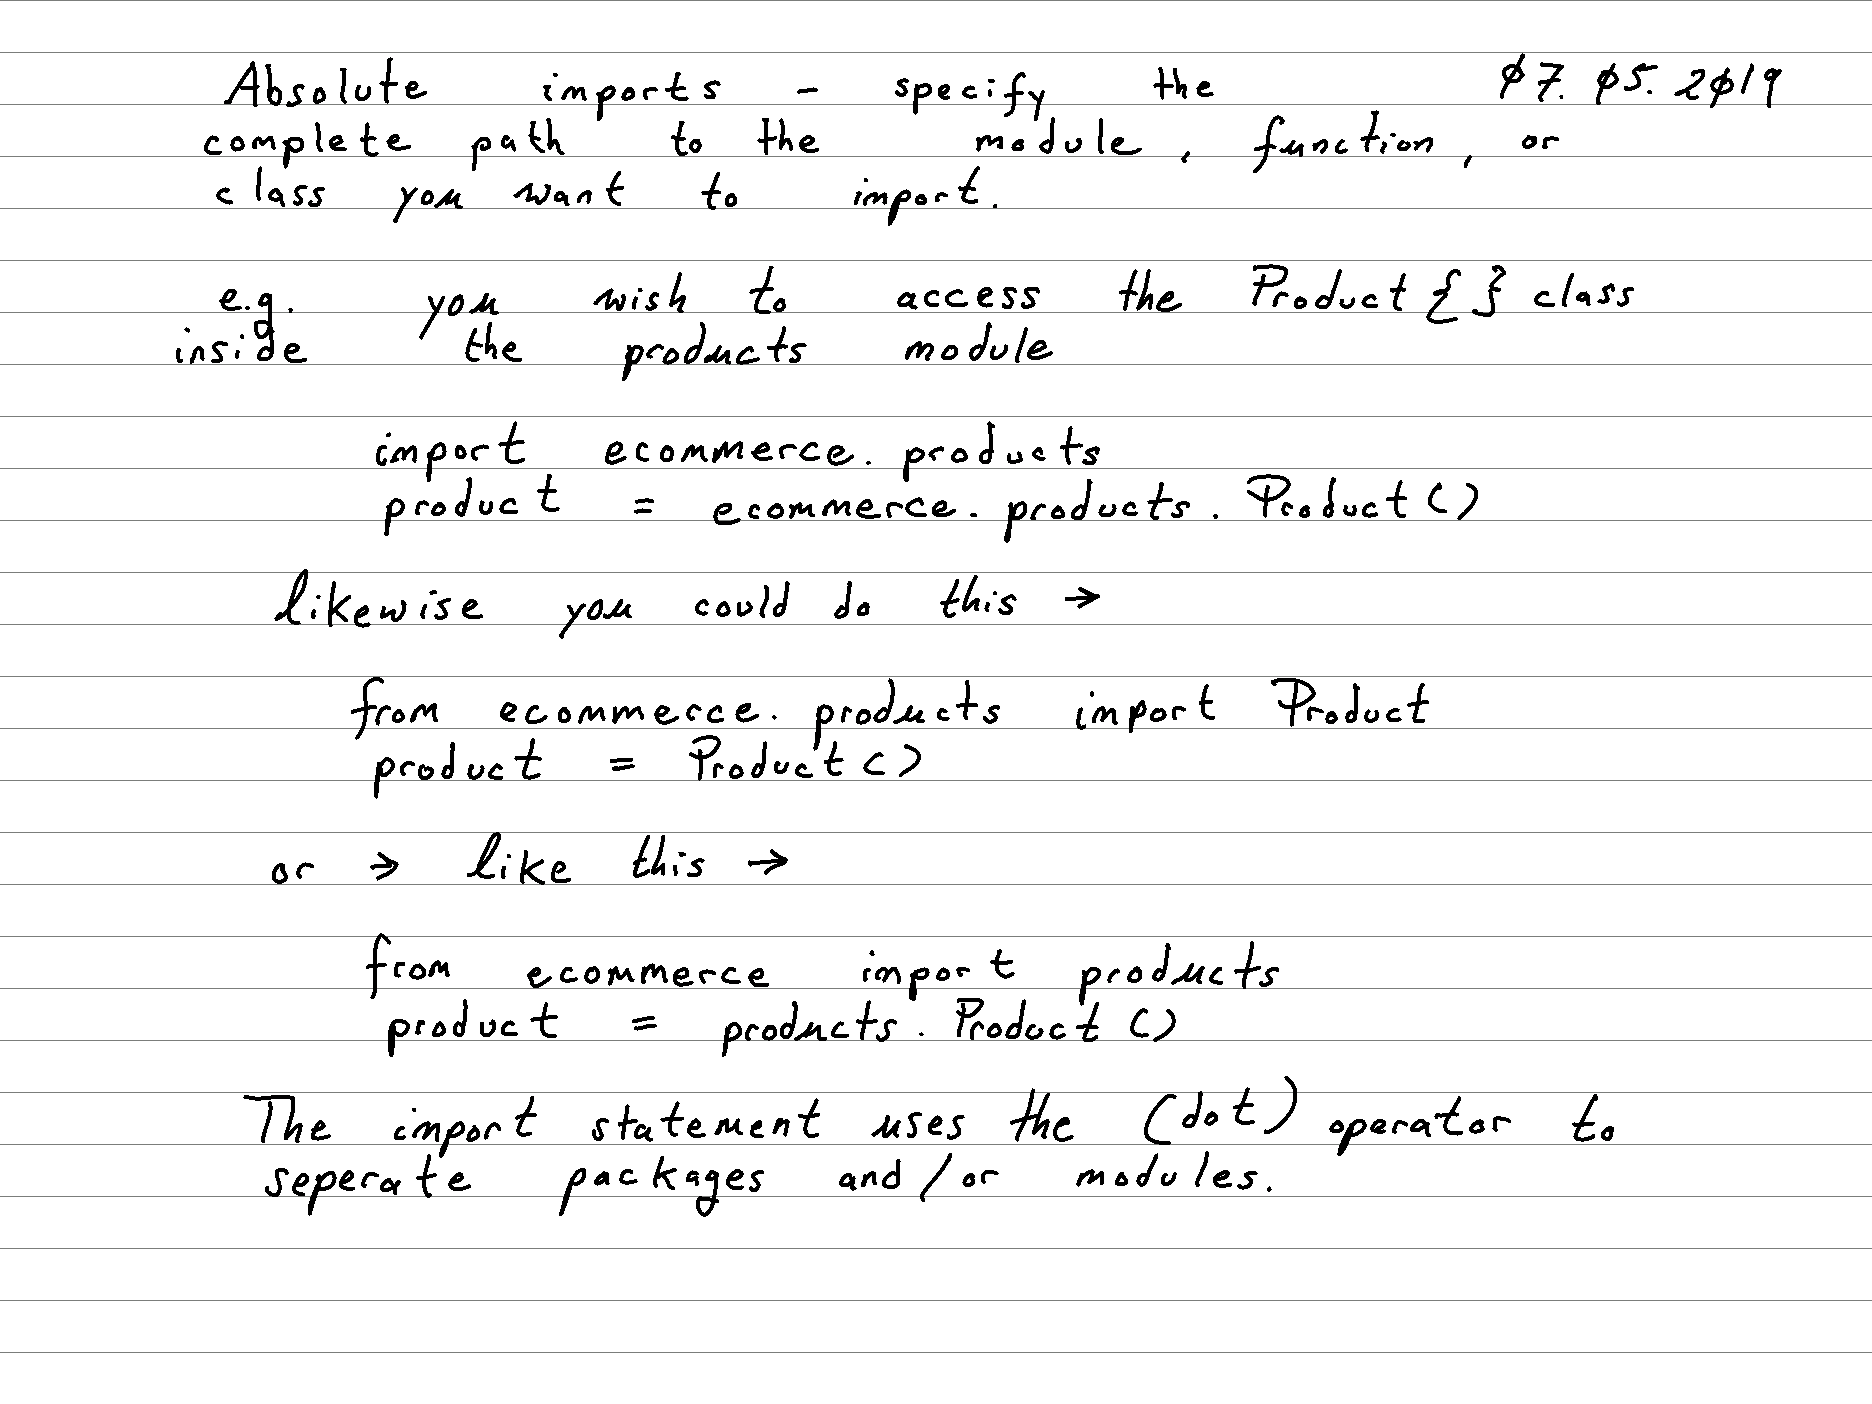 Absolute imports - specify the 07.05.2019
complete path to the module, function, or
class you want to import.
e.g. you wish to access the Product{ } class
inside the products module
import ecommerce.products
product = ecommerce.products.Product()
likewise you could do this →
from ecommerce.products import Product
product = Product()
or → like this →
from ecommerce import products
product = products.Product()
The import statement uses the (dot) operator to
seperate packages and/or modules.